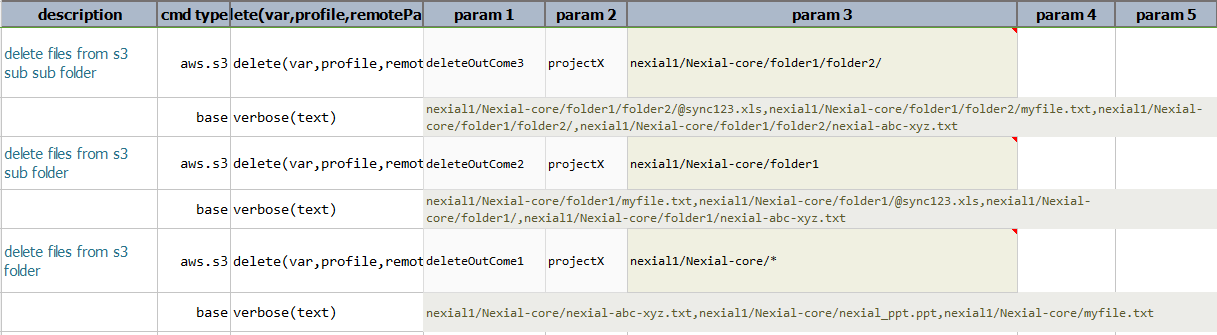 description cmd type lete(var,profile,remotePa param 1 param 2 param 3 param 4 param 5
delete files from s3
sub sub folder
aws.s3 delete(var,profile,remot deleteOutCome3 projectX nexial1/Nexial-core/folder1/folder2/
base verbose(text)
nexial1/Nexial-core/folder1/folder2/@sync123.xls,nexial1/Nexial-core/folder1/folder2/myfile.txt,nexial1/Nexial-
core/folder1/folder2/,nexial1/Nexial-core/folder1/folder2/nexial-abc-xyz.txt
delete files from s3
sub folder
aws.s3 delete(var,profile,remot deleteOutCome2 projectX nexial1/Nexial-core/folder1
base verbose(text)
nexial1/Nexial-core/folder1/myfile.txt,nexial1/Nexial-core/folder1/@sync123.xls,nexial1/Nexial-
core/folder1/,nexial1/Nexial-core/folder1/nexial-abc-xyz.txt
delete files from s3
folder
aws.s3 delete(var,profile,remot deleteOutCome1 projectX nexial1/Nexial-core/*
base verbose(text) nexial1/Nexial-core/nexial-abc-xyz.txt,nexial1/Nexial-core/nexial_ppt.ppt,nexial1/Nexial-core/myfile.txt